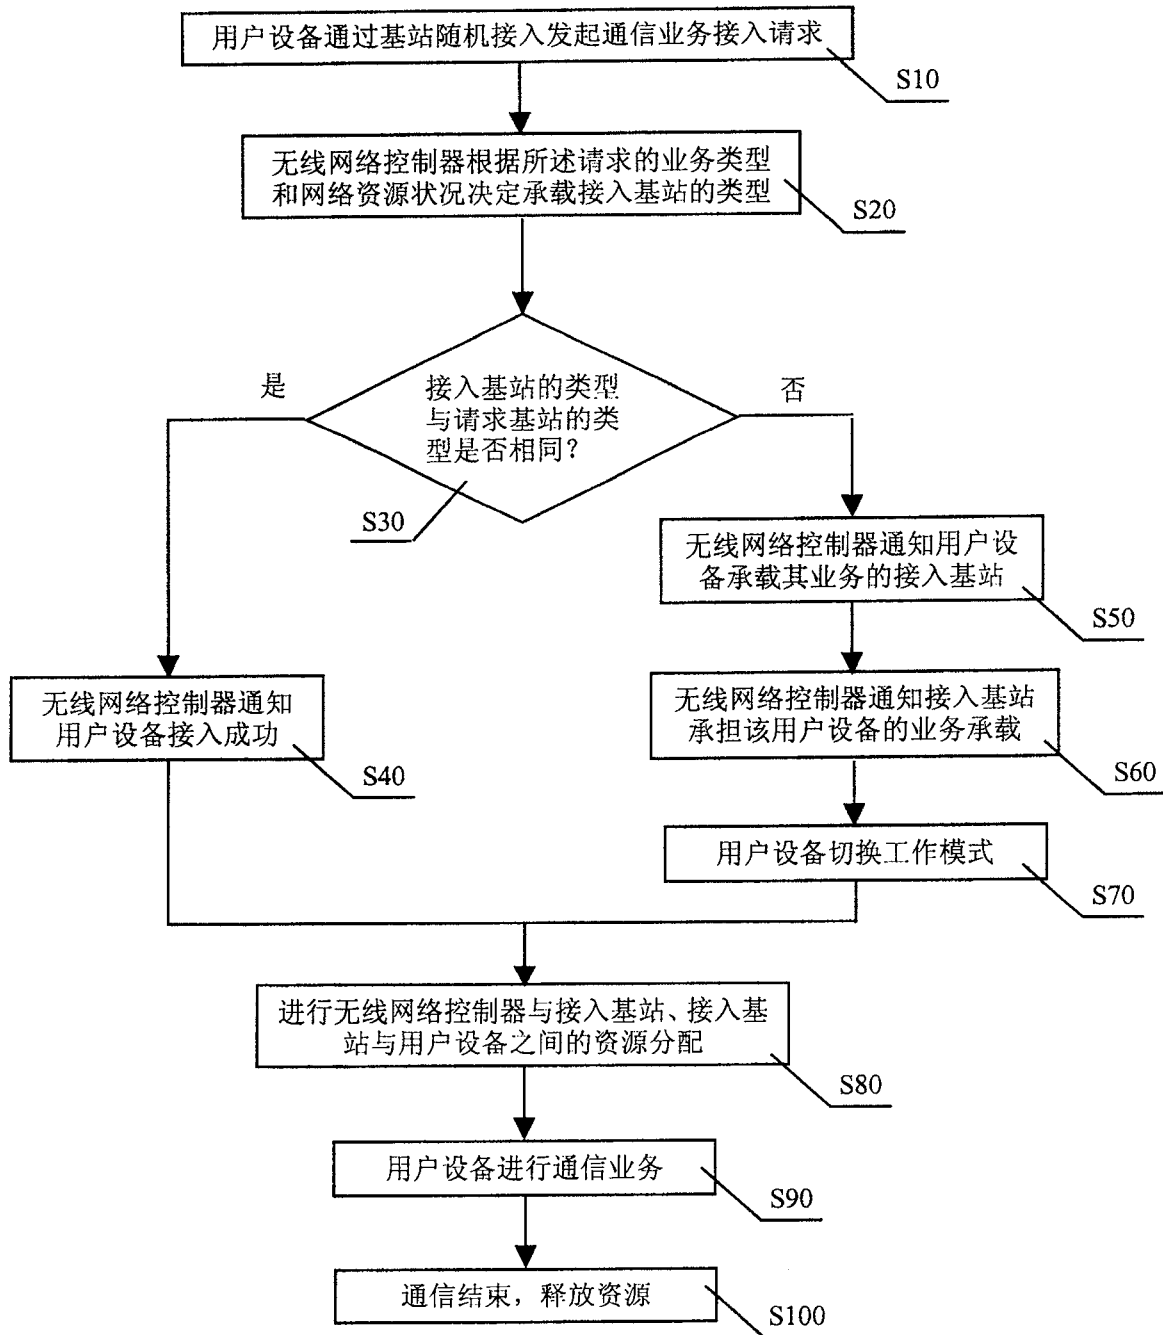 用户设备通过基站随机接入发起通信业务接入请求
S10
无线网络控制器根据所述请求的业务类型
和网络资源状况决定承载接入基站的类型
S20
是
接入基站的类型
与请求基站的类
型是否相同？
否
S30
无线网络控制器通知用户设
备承载其业务的接入基站
S50
无线网络控制器通知
用户设备接入成功
S40
无线网络控制器通知接入基站
承担该用户设备的业务承载
S60
用户设备切换工作模式
S70
进行无线网络控制器与接入基站、接入基
站与用户设备之间的资源分配
S80
用户设备进行通信业务
S90
通信结束，释放资源
S100